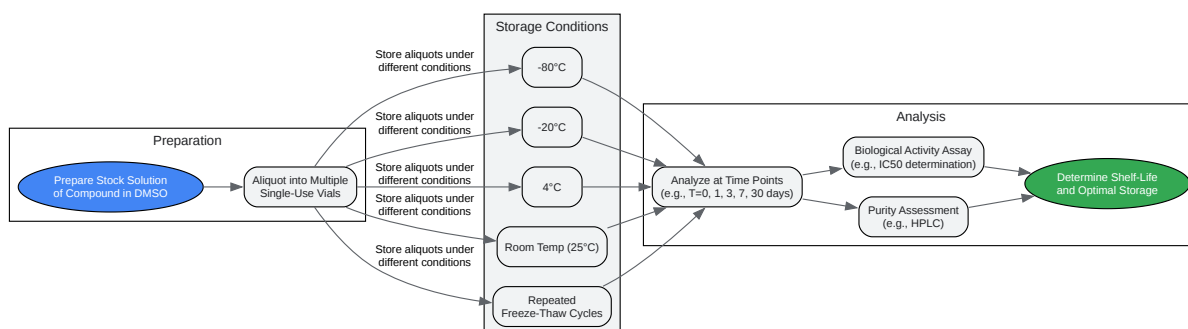 Preparation
Prepare Stock Solution
of Compound in DMSO
Aliquot into Multiple
Single-Use Vials
Store aliquots under
different conditions
Store aliquots under
different conditions
Store aliquots under
different conditions
Store aliquots under
different conditions
Store aliquots under
different conditions
Storage Conditions
-80°C
-20°C
4°C
Room Temp (25°C)
Repeated
Freeze-Thaw Cycles
Analysis
Analyze at Time Points
(e.g., T=0, 1, 3, 7, 30 days)
Biological Activity Assay
(e.g., IC50 determination)
Purity Assessment
(e.g., HPLC)
Determine Shelf-Life
and Optimal Storage